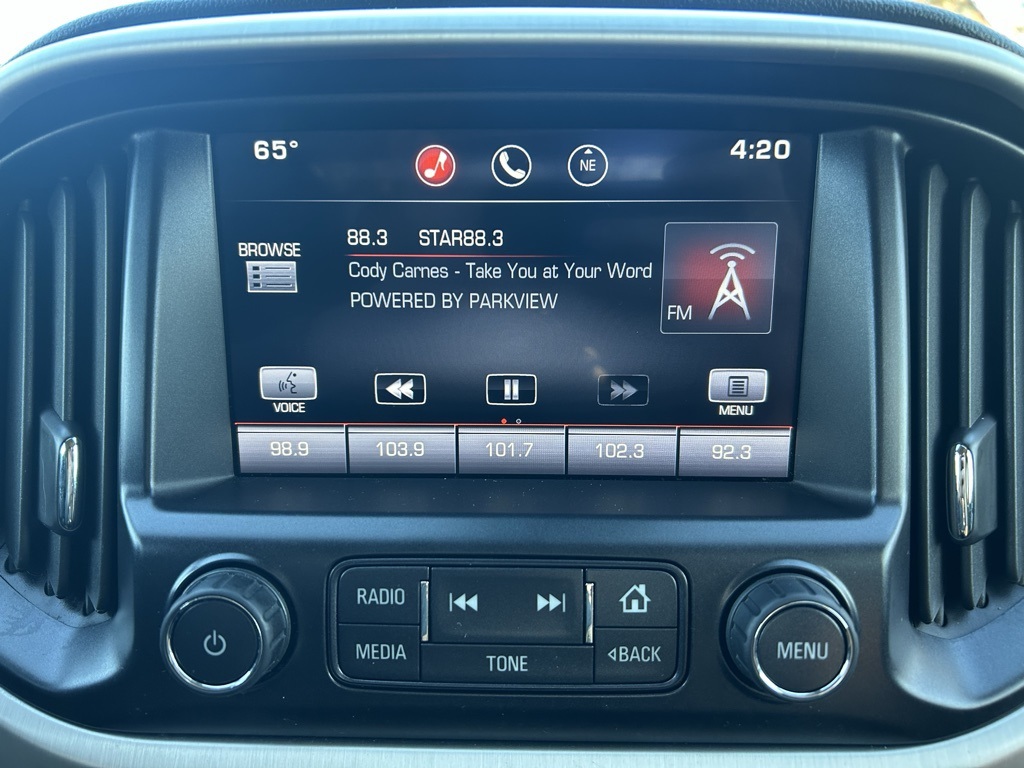 65°
NE
4:20
BROWSE
88.3 STAR88.3
Cody Carnes - Take You at Your Word
POWERED BY PARKVIEW
FM
VOICE
MENU
98.9 103.9 101.7 102.3 92.3
RADIO
MEDIA
TONE
BACK
MENU